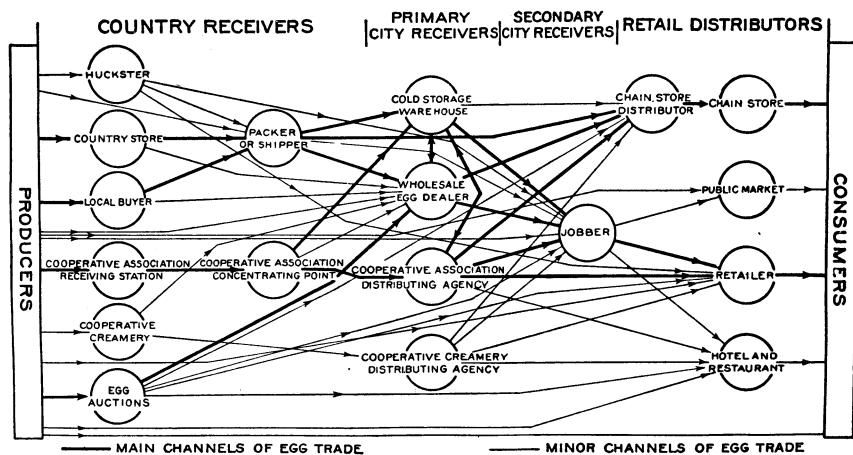 COUNTRY RECEIVERS
PRIMARY
CITY RECEIVERS
SECONDARY
CITY RECEIVERS
RETAIL DISTRIBUTORS
PRODUCERS
HUCKSTER
COUNTRY STORE
LOCAL BUYER
COOPERATIVE ASSOCIATION
RECEIVING STATION
COOPERATIVE
CREAMERY
EGG
AUCTIONS
PACKER
OR SHIPPER
COOPERATIVE ASSOCIATION
CONCENTRATING POINT
COLD STORAGE
WAREHOUSE
WHOLESALE
EGG DEALER
COOPERATIVE ASSOCIATION
DISTRIBUTING AGENCY
COOPERATIVE CREAMERY
DISTRIBUTING AGENCY
JOBBER
CHAIN STORE
DISTRIBUTOR
CHAIN STORE
PUBLIC MARKET
RETAILER
HOTEL AND
RESTAURANT
CONSUMERS
MAIN CHANNELS OF EGG TRADE
MINOR CHANNELS OF EGG TRADE